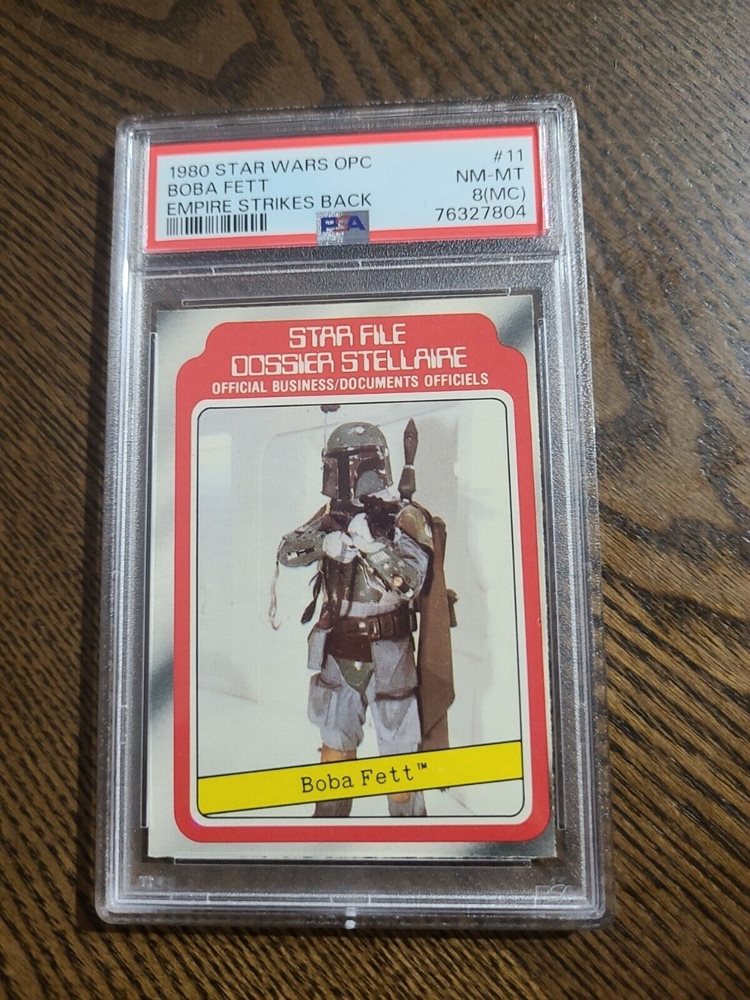 1980 STAR WARS OPC #11
BOBA FETT NM-MT
EMPIRE STRIKES BACK 8(MC)
PSA 76327804
STAR FILE
DOSSIER STELLAIRE
OFFICIAL BUSINESS/DOCUMENTS OFFICIELS
Boba Fett™